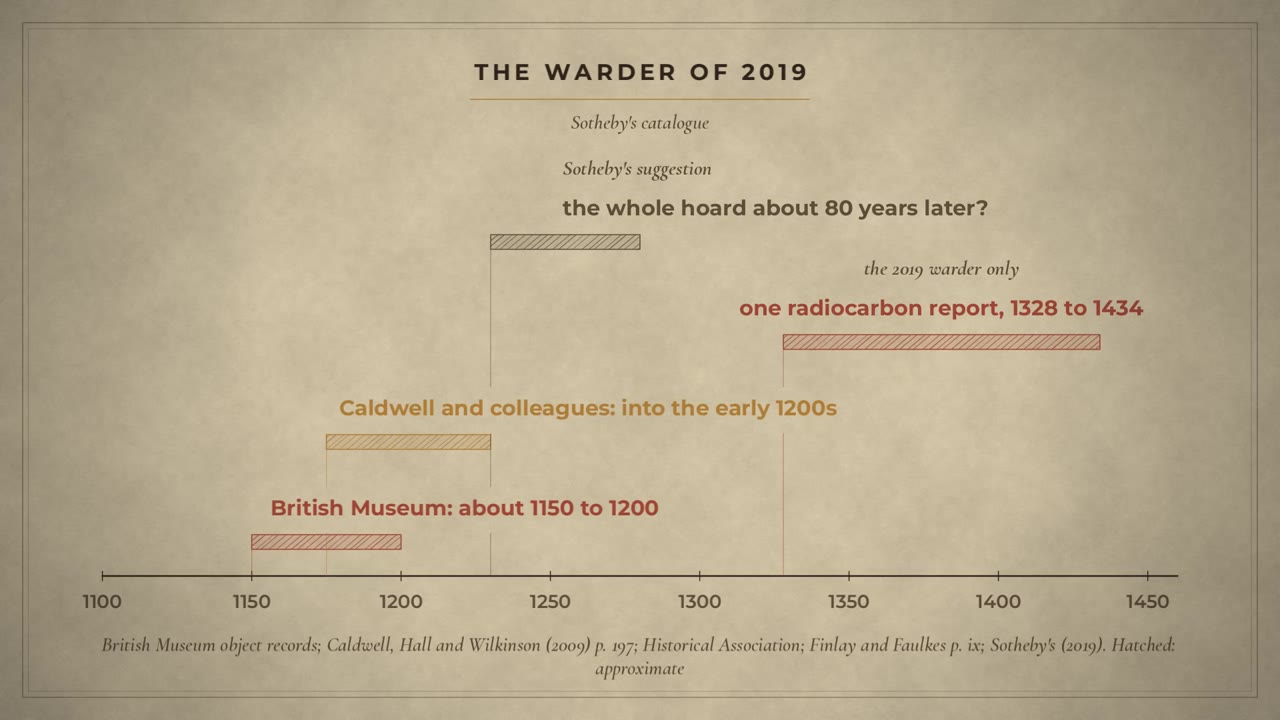 THE WARDER OF 2019
Sotheby's catalogue
Sotheby's suggestion
the whole hoard about 80 years later?
the 2019 warder only
one radiocarbon report, 1328 to 1434
Caldwell and colleagues: into the early 1200s
British Museum: about 1150 to 1200
1100 1150 1200 1250 1300 1350 1400 1450
British Museum object records; Caldwell, Hall and Wilkinson (2009) p. 197; Historical Association; Finlay and Faulkes p. ix; Sotheby's (2019). Hatched:
approximate